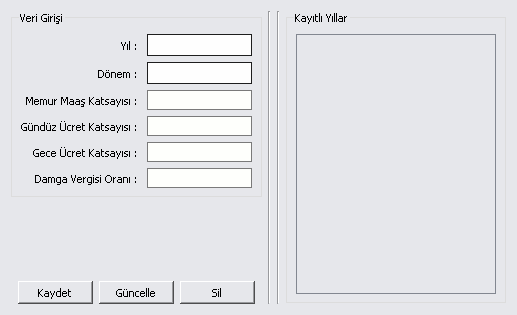 Veri Girişi
Yıl :
Dönem :
Memur Maaş Katsayısı :
Gündüz Ücret Katsayısı :
Gece Ücret Katsayısı :
Damga Vergisi Oranı :
Kaydet
Güncelle
Sil
Kayıtlı Yıllar